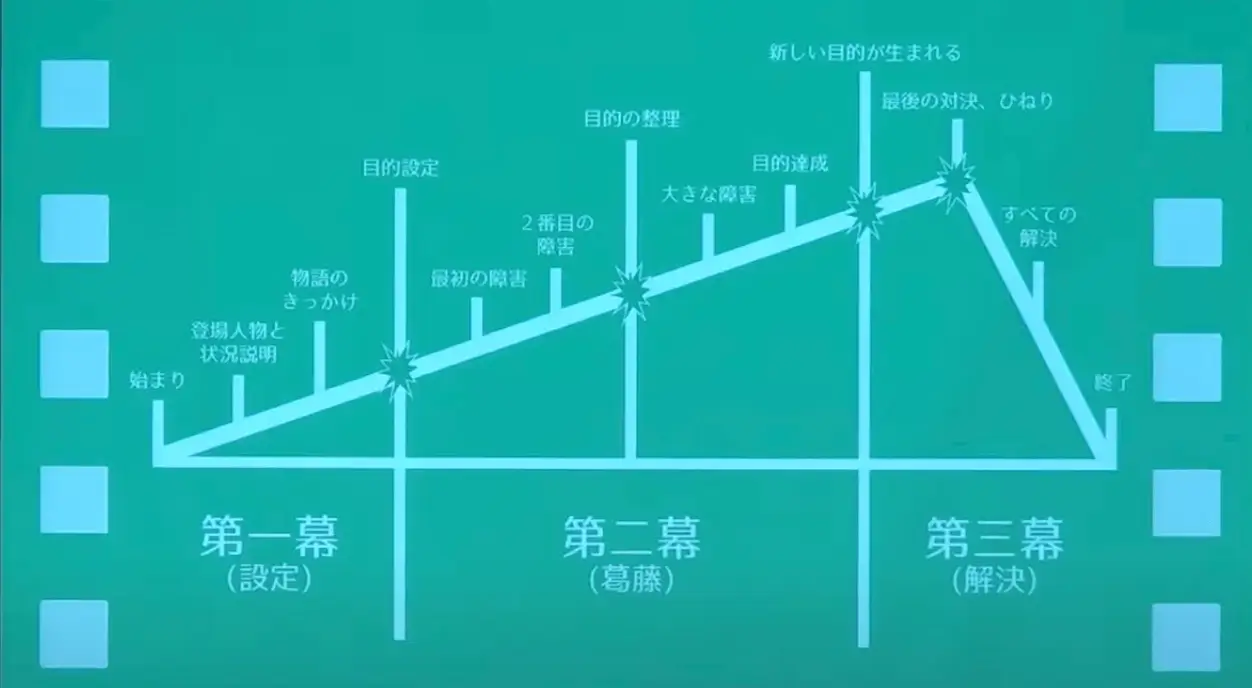 始まり
登場人物と
状況説明
物語の
きっかけ
目的設定
最初の障害
２番目の
障害
目的の整理
大きな障害
目的達成
新しい目的が生まれる
最後の対決、ひねり
すべての
解決
終了
第一幕
(設定)
第二幕
(葛藤)
第三幕
(解決)